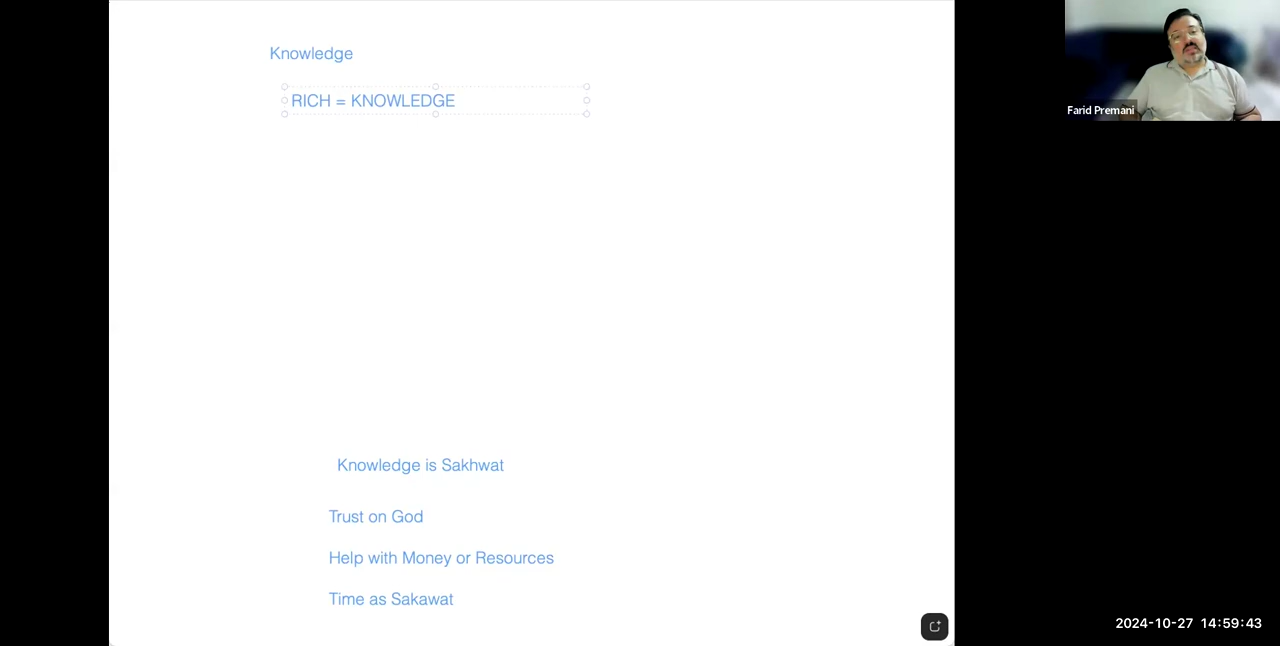 Knowledge
RICH = KNOWLEDGE
Farid Premani
Knowledge is Sakhwat
Trust on God
Help with Money or Resources
Time as Sakawat
2024-10-27 14:59:43